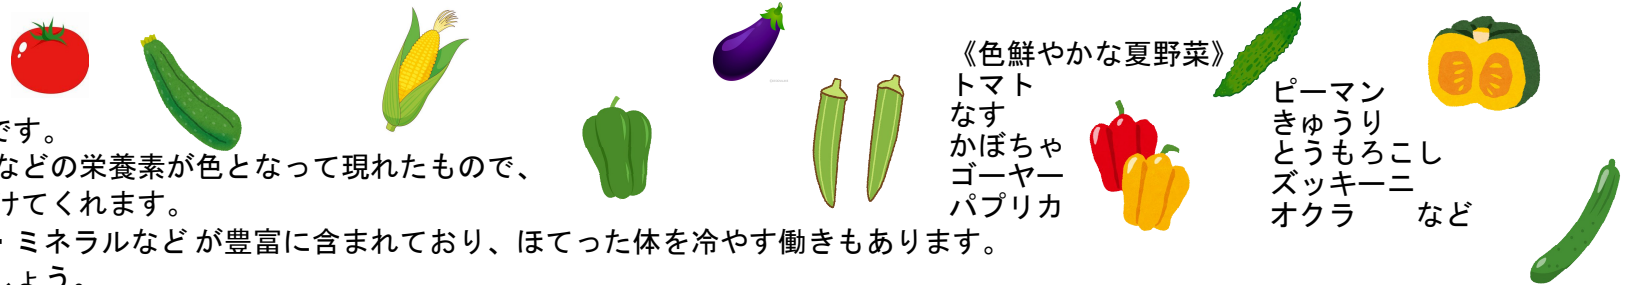 です。
などの栄養素が色となって現れたもので、
けてくれます。
・ミネラルなど が豊富に含まれており、ほてった体を冷やす働きもあります。
しょう。
《色鮮やかな夏野菜》
トマト
なす
かぼちゃ
ゴーヤー
パプリカ
ピーマン
きゅうり
とうもろこし
ズッキーニ
オクラ　　など